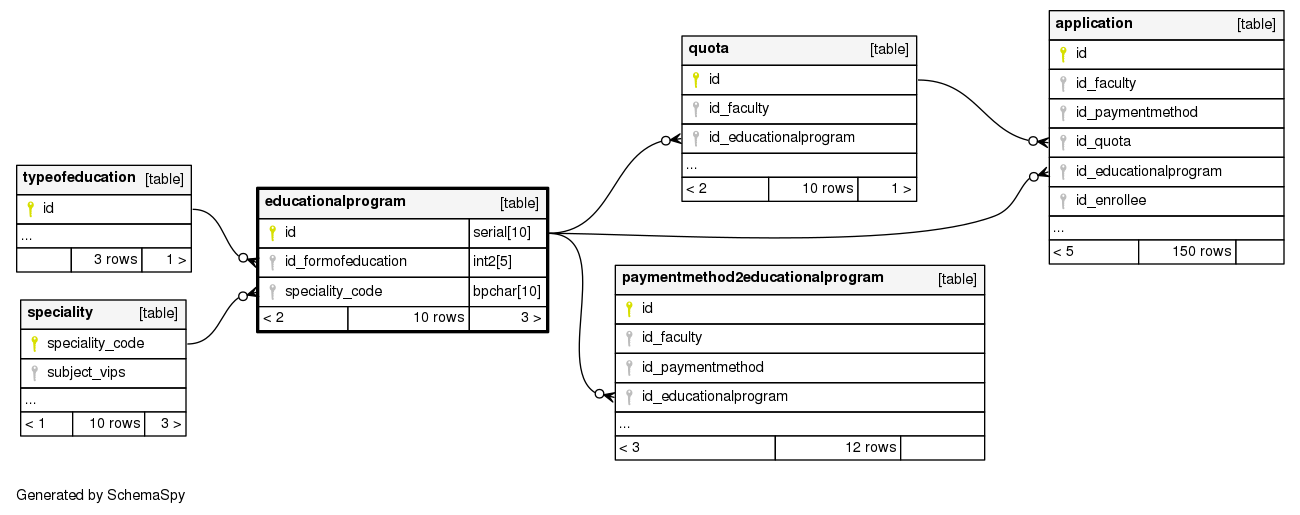 typeofeducation [table]
id
...
3 rows 1 >
speciality [table]
speciality_code
subject_vips
...
< 1 10 rows 3 >
educationalprogram [table]
id serial[10]
id_formofeducation int2[5]
speciality_code bpchar[10]
< 2 10 rows 3 >
quota [table]
id
id_faculty
id_educationalprogram
...
< 2 10 rows 1 >
paymentmethod2educationalprogram [table]
id
id_faculty
id_paymentmethod
id_educationalprogram
...
< 3 12 rows
application [table]
id
id_faculty
id_paymentmethod
id_quota
id_educationalprogram
id_enrollee
...
< 5 150 rows
Generated by SchemaSpy